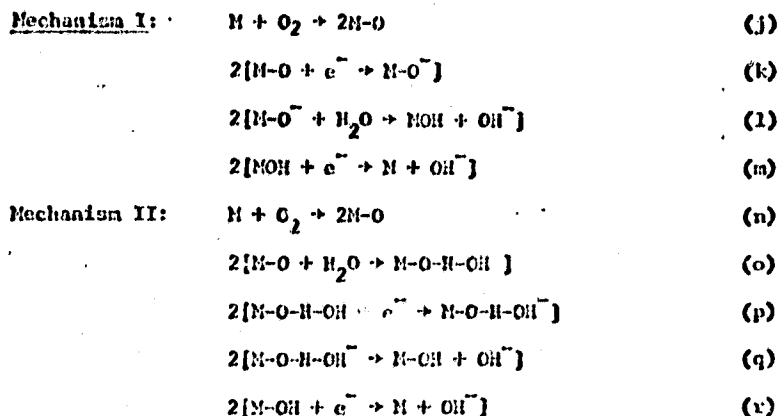 Mechanism I: M + O₂ → 2M-O (j)
2[M-O + e⁻ → M-O⁻] (k)
2[M-O⁻ + H₂O → MOH + OH⁻] (l)
2[MOH + e⁻ → M + OH⁻] (m)
Mechanism II: M + O₂ → 2M-O (n)
2[M-O + H₂O → M-O-H-OH ] (o)
2[M-O-H-OH e⁻ → M-O-H-OH⁻] (p)
2[M-O-H-OH⁻ → M-OH + OH⁻] (q)
2[M-OH + e⁻ → M + OH⁻] (r)